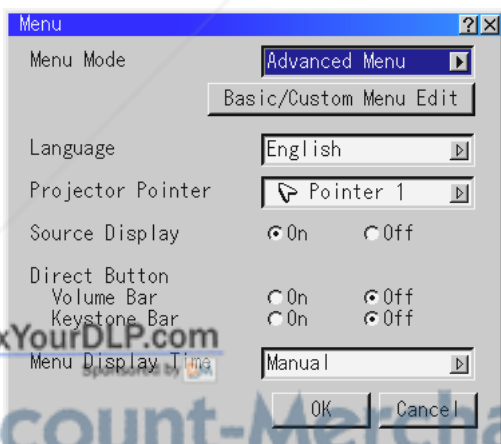 Menu
Menu Mode Advanced Menu
Basic/Custom Menu Edit
Language English
Projector Pointer Pointer 1
Source Display On Off
Direct Button
Volume Bar On Off
Keystone Bar On Off
xYourDLP.com
Menu Display Time Manual
Sponsored by
OK Cancel
count-Mercha